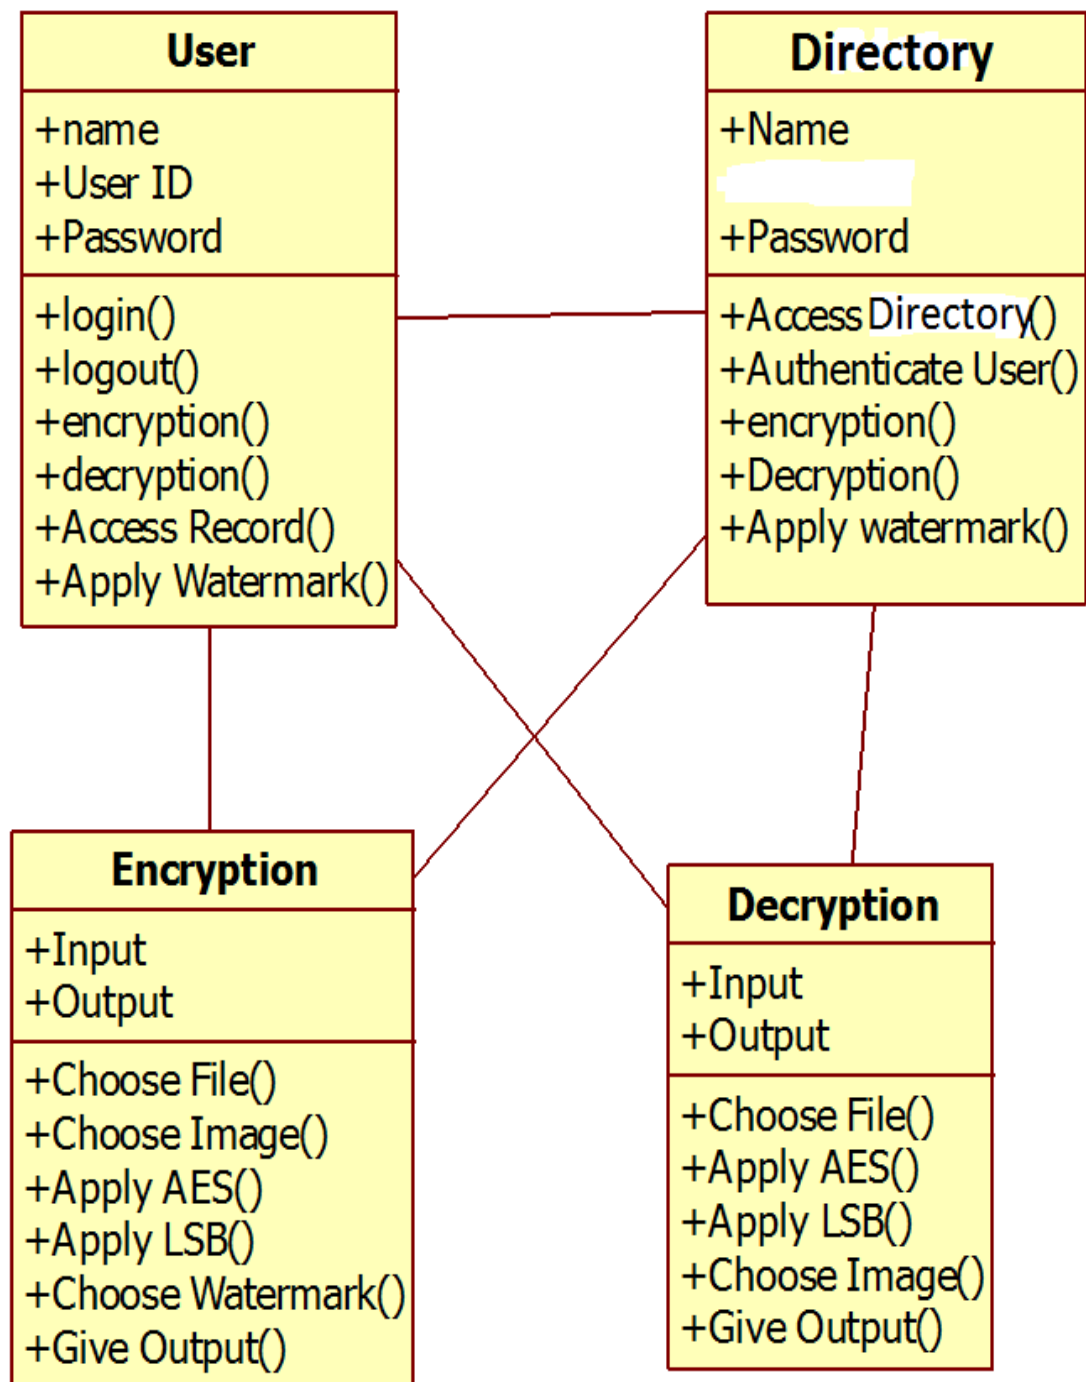 User
+name
+User ID
+Password
+login()
+logout()
+encryption()
+decryption()
+Access Record()
+Apply Watermark()
Directory
+Name
+Password
+Access Directory()
+Authenticate User()
+encryption()
+Decryption()
+Apply watermark()
Encryption
+Input
+Output
+Choose File()
+Choose Image()
+Apply AES()
+Apply LSB()
+Choose Watermark()
+Give Output()
Decryption
+Input
+Output
+Choose File()
+Apply AES()
+Apply LSB()
+Choose Image()
+Give Output()